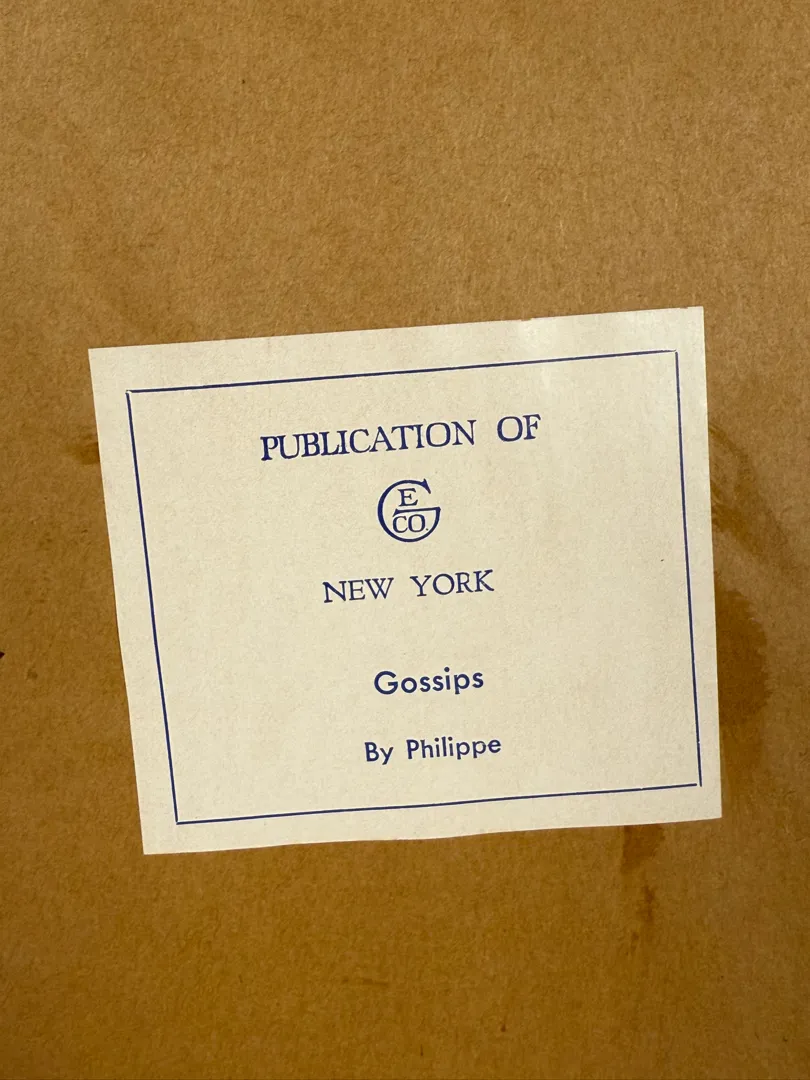 PUBLICATION OF
G E CO.
NEW YORK
Gossips
By Philippe